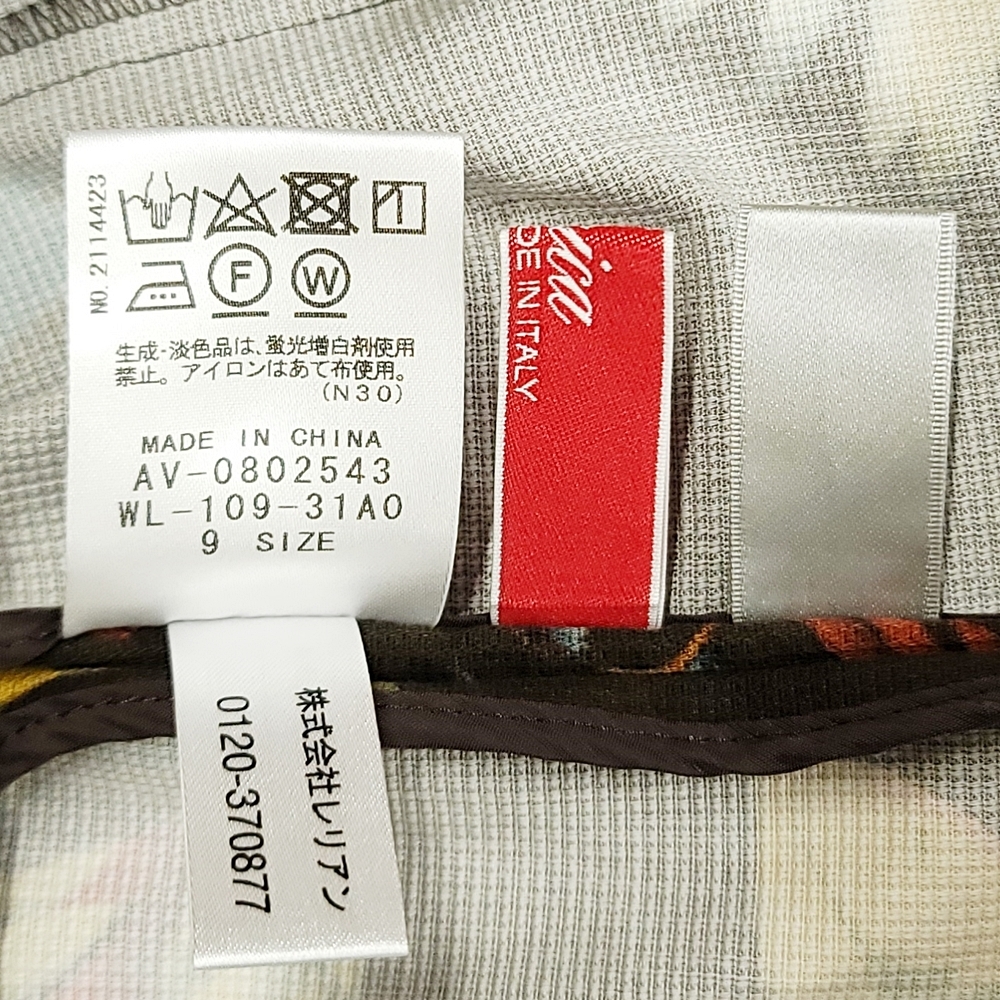 NO. 21144423
F
W
生成・淡色品は、蛍光増白剤使用
禁止。アイロンはあて布使用。
(N30)
MADE IN CHINA
AV-0802543
WL-109-31A0
9 SIZE
DE IN ITALY
株式会社レリアン
0120-370877